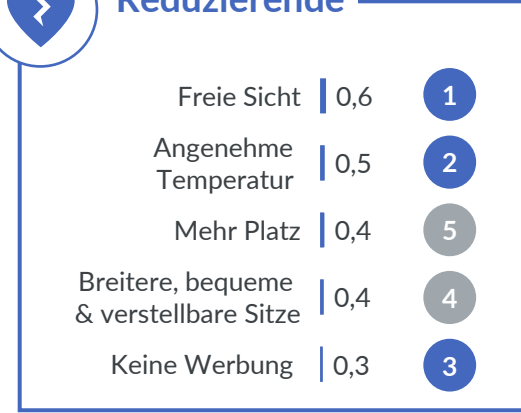 Reduzierende
Freie Sicht 0,6 1
Angenehme
Temperatur 0,5 2
Mehr Platz 0,4 5
Breitere, bequeme
& verstellbare Sitze 0,4 4
Keine Werbung 0,3 3